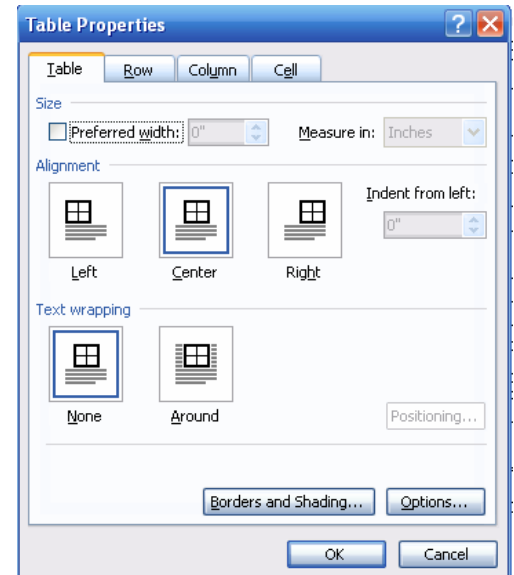 Table Properties
Table Row Column Cell
Size
Preferred width: 0" Measure in: Inches
Alignment
Indent from left:
0"
Left Center Right
Text wrapping
None Around Positioning...
Borders and Shading... Options...
OK Cancel